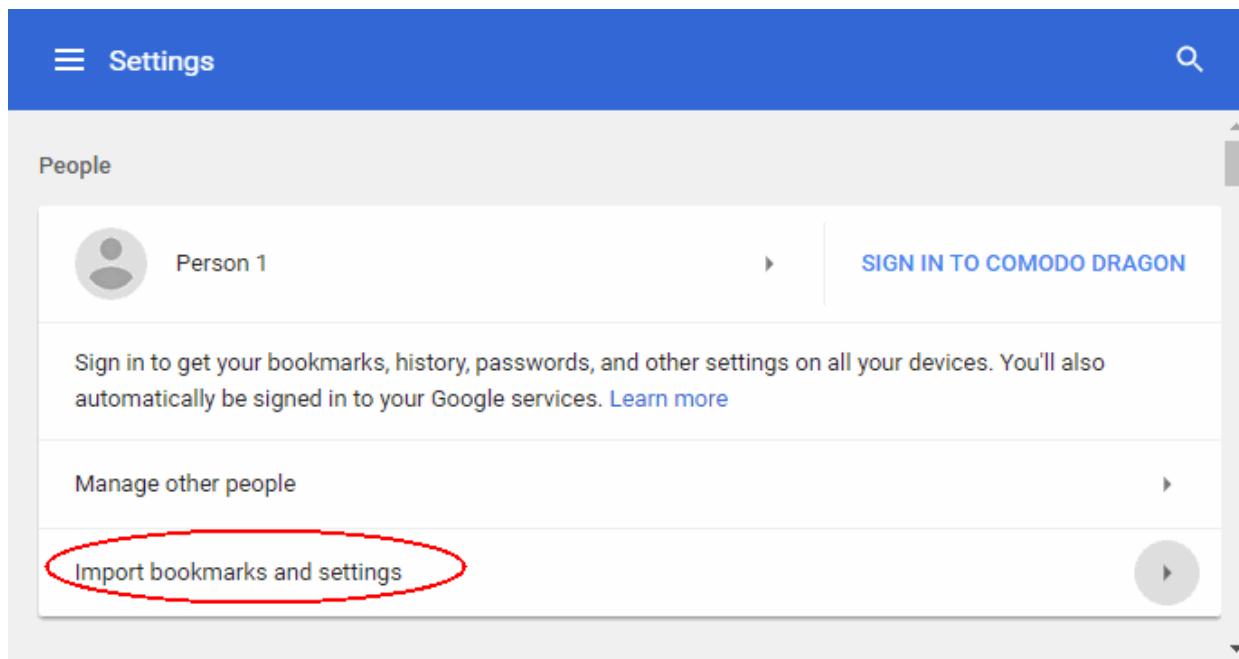 Settings
People
Person 1
SIGN IN TO COMODO DRAGON
Sign in to get your bookmarks, history, passwords, and other settings on all your devices. You'll also
automatically be signed in to your Google services. Learn more
Manage other people
Import bookmarks and settings